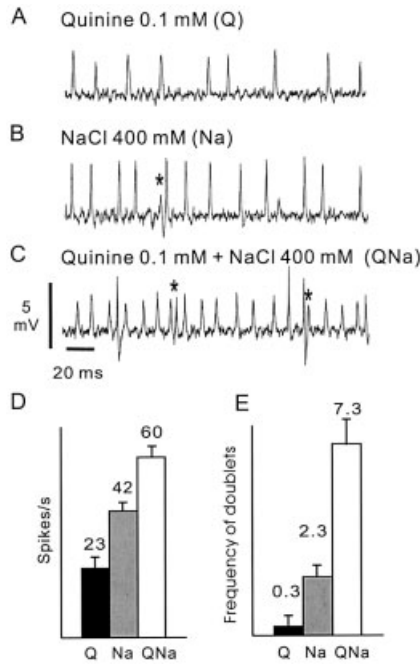 A Quinine 0.1 mM (Q)
B NaCl 400 mM (Na)
*
C Quinine 0.1 mM + NaCl 400 mM (QNa)
* *
5
mV
20 ms
D
Spikes/s
23
42
60
Q Na QNa
E
Frequency of doublets
0.3
2.3
7.3
Q Na QNa